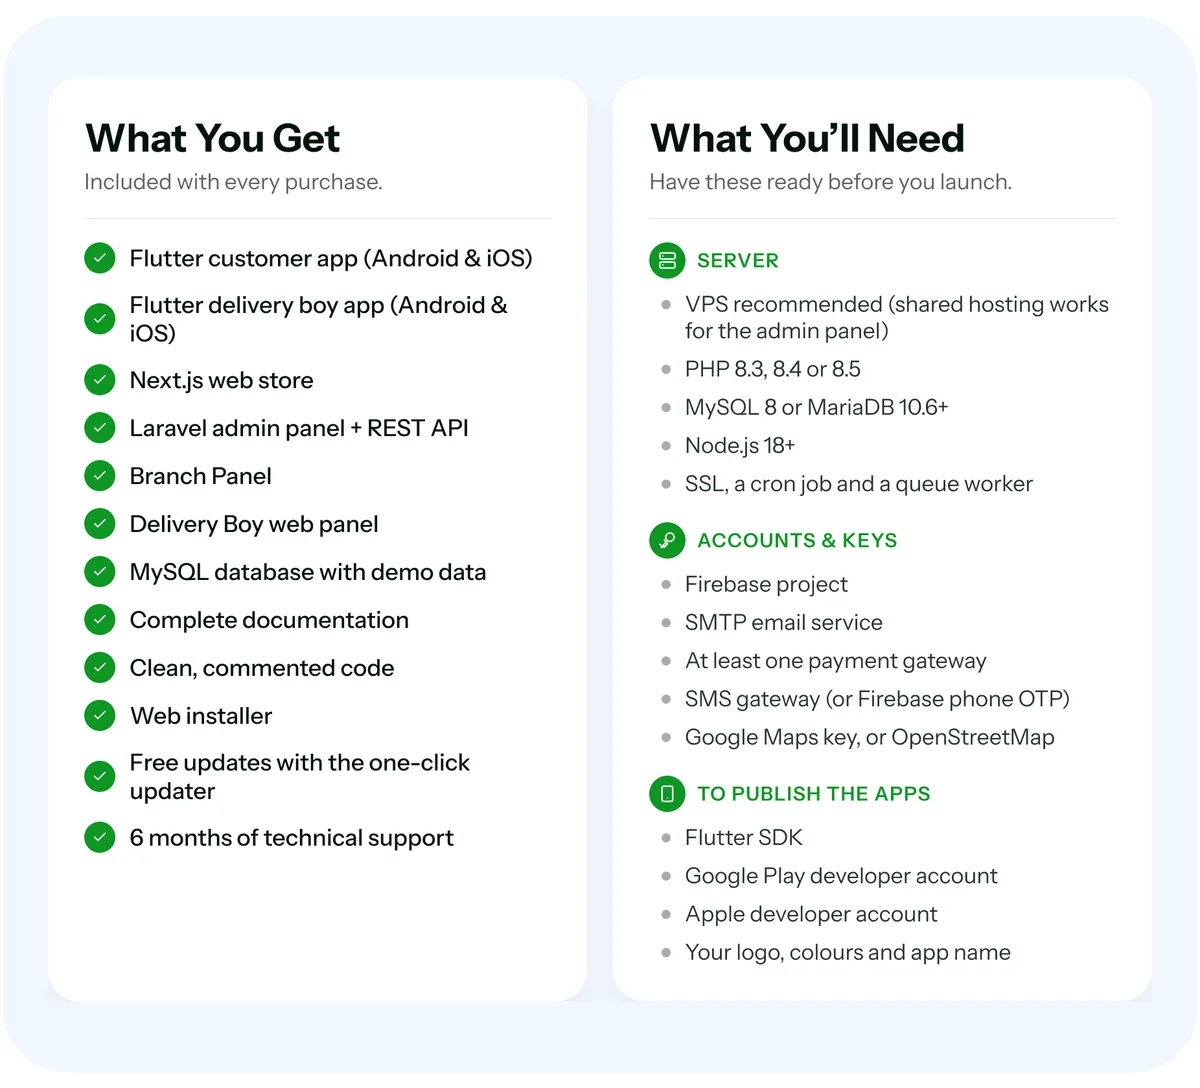 What You Get
Included with every purchase.
Flutter customer app (Android & iOS)
Flutter delivery boy app (Android &
iOS)
Next.js web store
Laravel admin panel + REST API
Branch Panel
Delivery Boy web panel
MySQL database with demo data
Complete documentation
Clean, commented code
Web installer
Free updates with the one-click
updater
6 months of technical support
What You’ll Need
Have these ready before you launch.
SERVER
VPS recommended (shared hosting works
for the admin panel)
PHP 8.3, 8.4 or 8.5
MySQL 8 or MariaDB 10.6+
Node.js 18+
SSL, a cron job and a queue worker
ACCOUNTS & KEYS
Firebase project
SMTP email service
At least one payment gateway
SMS gateway (or Firebase phone OTP)
Google Maps key, or OpenStreetMap
TO PUBLISH THE APPS
Flutter SDK
Google Play developer account
Apple developer account
Your logo, colours and app name